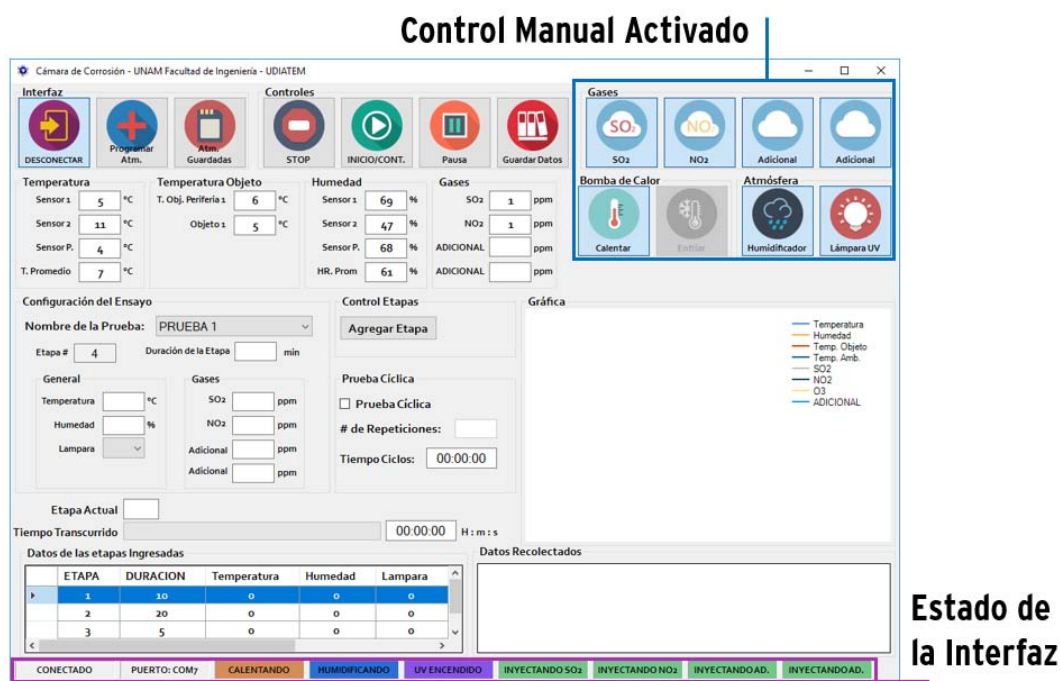 Control Manual Activado
Cámara de Corrosión - UNAM Facultad de Ingeniería - UDIATEM
Interfaz
Controles
Gases
DESCONECTAR
Programar Atm.
Atm. Guardadas
STOP
INICIO/CONT.
Pausa
Guardar Datos
SO2
NO2
SO2
NO2
Adicional
Adicional
Temperatura
Sensor 1 5 °C
Sensor 2 11 °C
Sensor P. 4 °C
T. Promedio 7 °C
Temperatura Objeto
T. Obj. Periferia 1 6 °C
Objeto 1 5 °C
Humedad
Sensor 1 69 %
Sensor 2 47 %
Sensor P. 68 %
HR. Prom 61 %
Gases
SO2 1 ppm
NO2 1 ppm
ADICIONAL ppm
ADICIONAL ppm
Bomba de Calor
Calentar
Enfriar
Atmósfera
Humidificador
Lámpara UV
Configuración del Ensayo
Nombre de la Prueba: PRUEBA 1
Etapa # 4
Duración de la Etapa min
General
Temperatura °C
Humedad %
Lampara
Gases
SO2 ppm
NO2 ppm
Adicional ppm
Adicional ppm
Control Etapas
Agregar Etapa
Prueba Cíclica
Prueba Cíclica
# de Repeticiones:
Tiempo Ciclos: 00:00:00
Gráfica
Temperatura
Humedad
Temp. Objeto
Temp. Amb.
SO2
NO2
O3
ADICIONAL
Etapa Actual
Tiempo Transcurrido 00:00:00 H : m : s
Datos de las etapas Ingresadas
ETAPA DURACION Temperatura Humedad Lampara
1 10 0 0 0
2 20 0 0 0
3 5 0 0 0
Datos Recolectados
Estado de
la Interfaz
CONECTADO PUERTO: COM7 CALENTANDO HUMIDIFICANDO UV ENCENDIDO INYECTANDO SO2 INYECTANDO NO2 INYECTANDO AD. INYECTANDO AD.